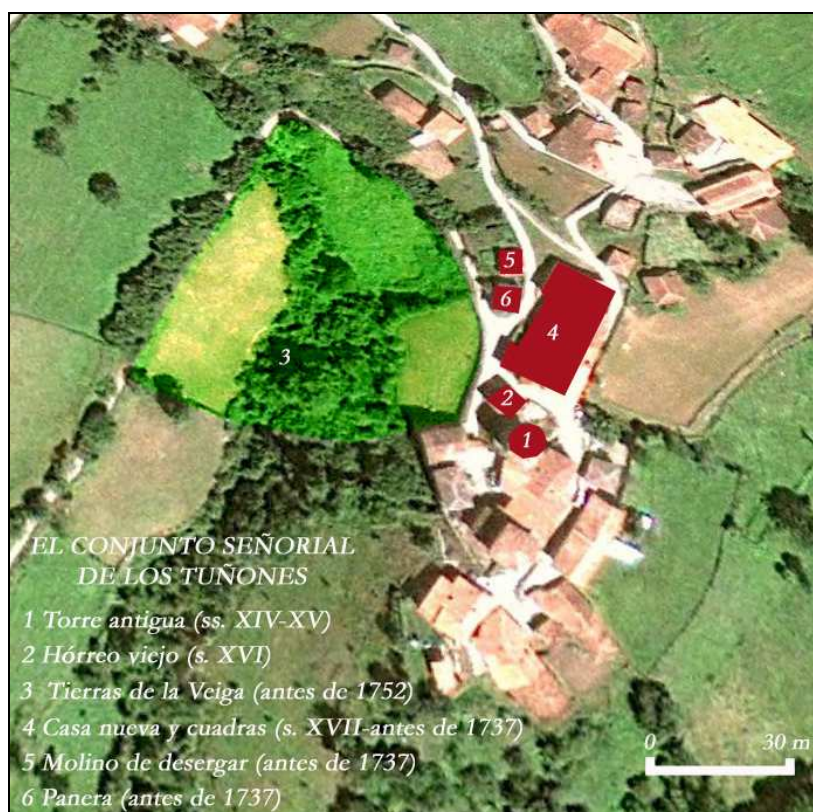 5
6
4
3
2
1
EL CONJUNTO SEÑORIAL
DE LOS TUÑONES
1 Torre antigua (ss. XIV-XV)
2 Hórreo viejo (s. XVI)
3 Tierras de la Veiga (antes de 1752)
4 Casa nueva y cuadras (s. XVII-antes de 1737)
5 Molino de desergar (antes de 1737)
6 Panera (antes de 1737)
0 30 m